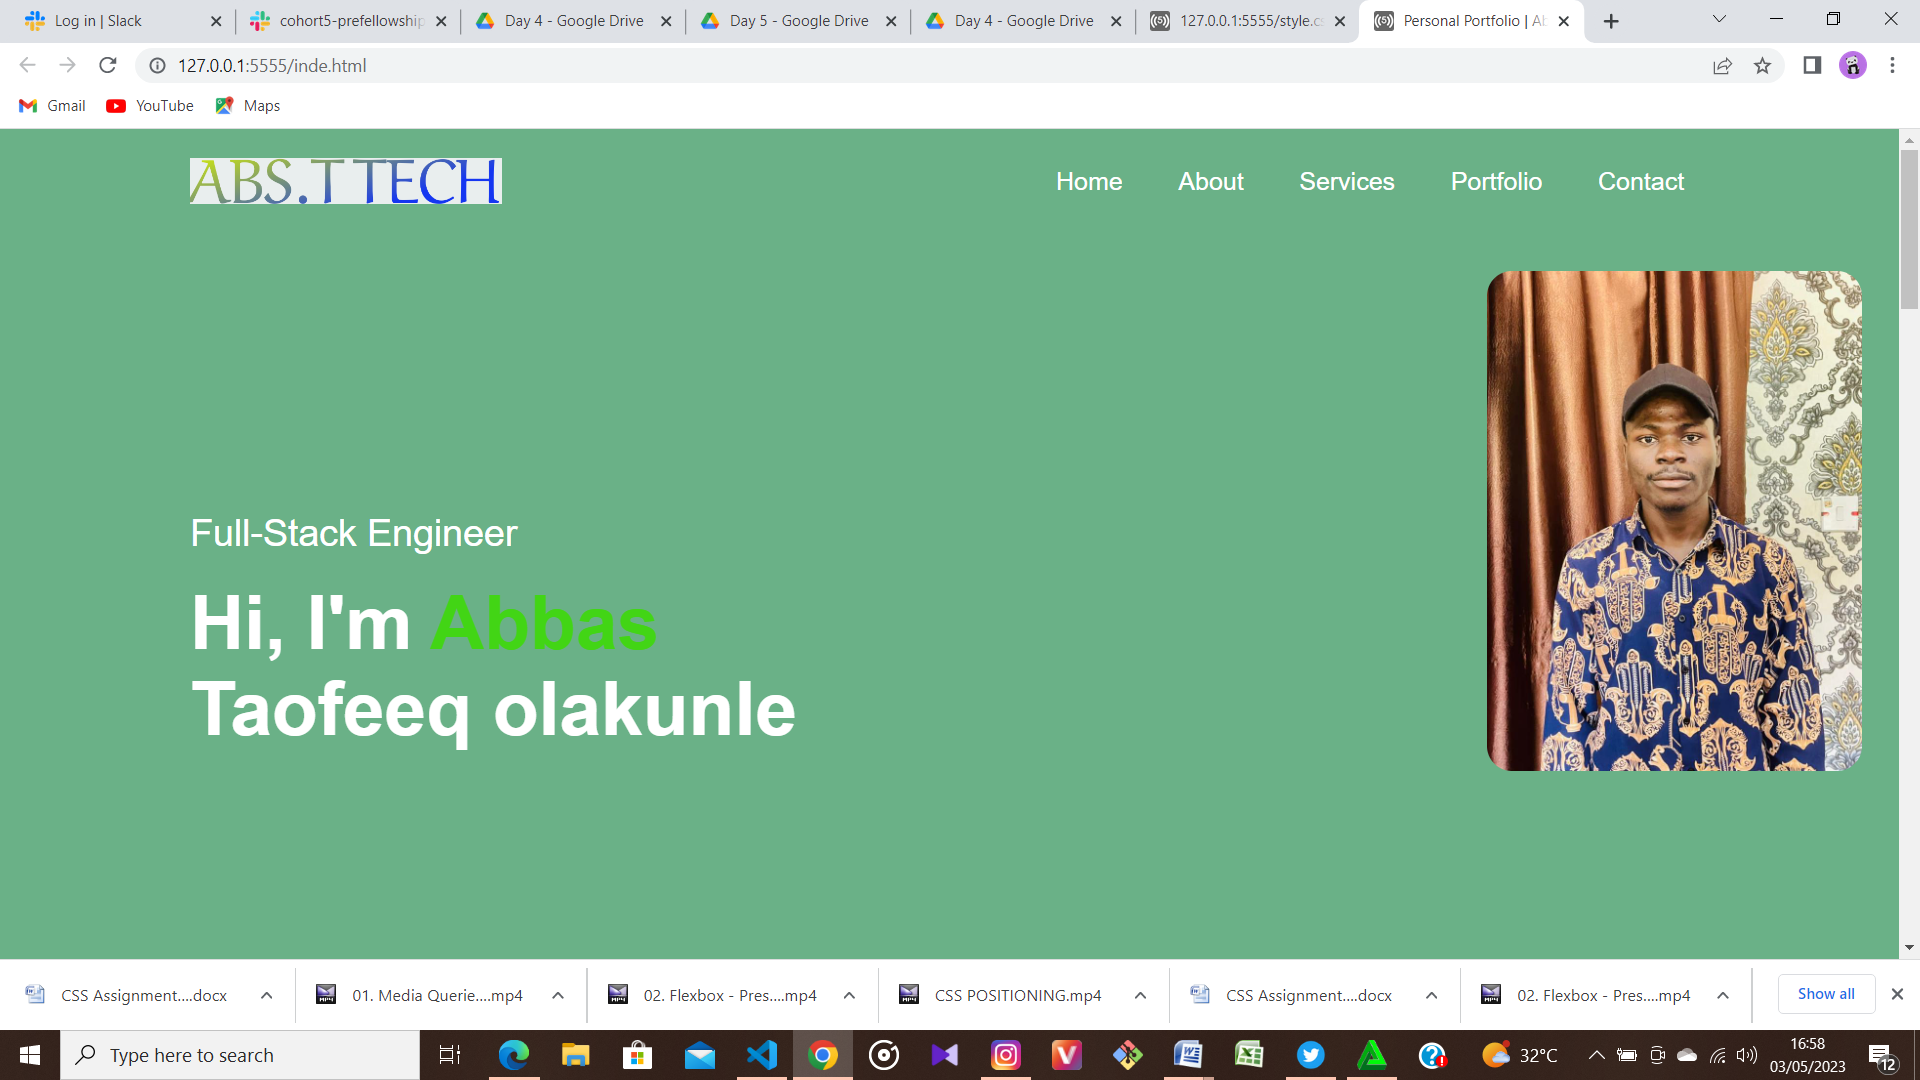 Log in | Slack
cohort5-prefellowship
Day 4 - Google Drive
Day 5 - Google Drive
Day 4 - Google Drive
127.0.0.1:5555/style.cs
Personal Portfolio | Ab
127.0.0.1:5555/inde.html
Gmail
YouTube
Maps
ABS.T TECH
Home
About
Services
Portfolio
Contact
Full-Stack Engineer
Hi, I'm Abbas
Taofeeq olakunle
CSS Assignment....docx
01. Media Querie....mp4
02. Flexbox - Pres....mp4
CSS POSITIONING.mp4
CSS Assignment....docx
02. Flexbox - Pres....mp4
Show all
Type here to search
32°C
16:58
03/05/2023
12